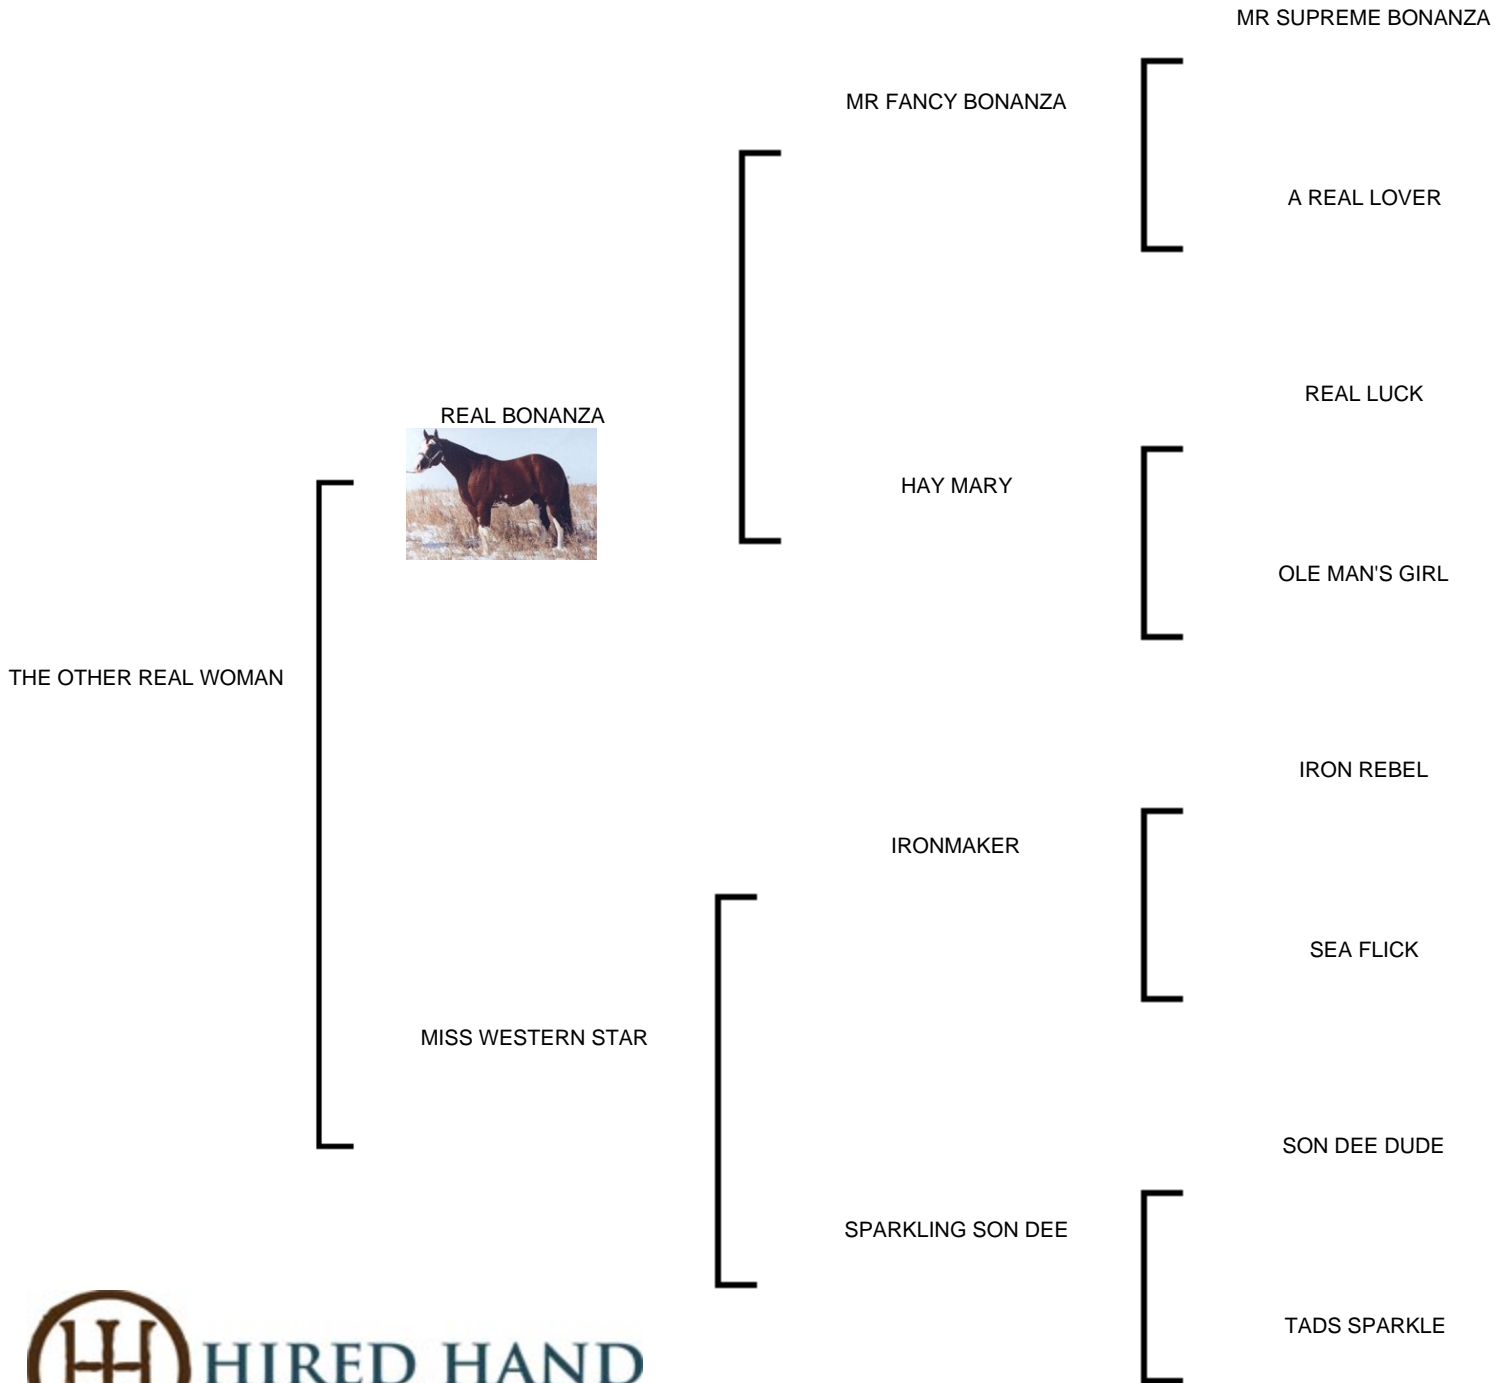 MR SUPREME BONANZA
MR FANCY BONANZA
A REAL LOVER
REAL LUCK
REAL BONANZA
HAY MARY
OLE MAN'S GIRL
THE OTHER REAL WOMAN
IRON REBEL
IRONMAKER
SEA FLICK
MISS WESTERN STAR
SON DEE DUDE
SPARKLING SON DEE
TADS SPARKLE
HIRED HAND